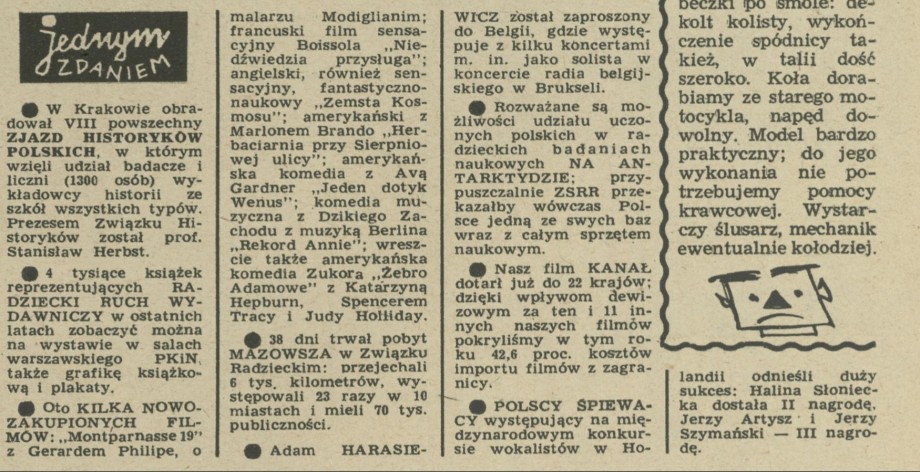 jednym
ZDANIEM
● W Krakowie obra-
dował VIII powszechny
ZJAZD HISTORYKÓW
POLSKICH, w którym
wzięli udział badacze i
liczni (1300 osób) wy-
kładowcy historii ze
szkół wszystkich typów.
Prezesem Związku Hi-
storyków został prof.
Stanisław Herbst.
● 4 tysiące książek
reprezentujących RA-
DZIECKI RUCH WY-
DAWNICZY w ostatnich
latach zobaczyć można
na wystawie w salach
warszawskiego PKiN,
także grafikę książko-
wą i plakaty.
● Oto KILKA NOWO-
ZAKUPIONYCH FIL-
MÓW: „Montparnasse 19"
z Gerardem Philipe, o
malarzu Modiglianim;
francuski film sensa-
cyjny Boissola „Nie-
dźwiedzia przysługa";
angielski, również sen-
sacyjny, fantastyczno-
naukowy „Zemsta Kos-
mosu"; amerykański z
Marlonem Brando „Her-
baciarnia przy Sierpnio-
wej ulicy"; amerykań-
ska komedia z Avą
Gardner „Jeden dotyk
Wenus"; komedia mu-
zyczna z Dzikiego Za-
chodu z muzyką Berlina
„Rekord Annie"; wresz-
cie także amerykańska
komedia Zukora „Żebro
Adamowe" z Katarzyną
Hepburn, Spencerem
Tracy i Judy Holliday.
● 38 dni trwał pobyt
MAZOWSZA w Związku
Radzieckim: przejechali
6 tys. kilometrów, wy-
stępowali 23 razy w 10
miastach i mieli 70 tys.
publiczności.
● Adam HARASIE-
WICZ został zaproszony
do Belgii, gdzie wystę-
puje z kilku koncertami
m. in. jako solista w
koncercie radia belgij-
skiego w Brukseli.
● Rozważane są mo-
żliwości udziału uczo-
nych polskich w ra-
dzieckich badaniach
naukowych NA AN-
TARKTYDZIE; przy-
puszczalnie ZSRR prze-
kazałby wówczas Pol-
sce jedną ze swych baz
wraz z całym sprzętem
naukowym.
● Nasz film KANAŁ
dotarł już do 22 krajów;
dzięki wpływom dewi-
zowym za ten i 11 in-
nych naszych filmów
pokryliśmy w tym ro-
ku 42,6 proc. kosztów
importu filmów z zagra-
nicy.
● POLSCY ŚPIEWA-
CY występujący na mię-
dzynarodowym konkur-
sie wokalistów w Ho-
landii odnieśli duży
sukces: Halina Słoniec-
ka dostała II nagrodę,
Jerzy Artysz i Jerzy
Szymański — III nagro-
dę.
beczki po smole: de-
kolt kolisty, wykoń-
czenie spódnicy ta-
kież, w talii dość
szeroko. Koła dora-
biamy ze starego mo-
tocykla, napęd do-
wolny. Model bardzo
praktyczny; do jego
wykonania nie po-
trzebujemy pomocy
krawcowej. Wystar-
czy ślusarz, mechanik
ewentualnie kołodziej.